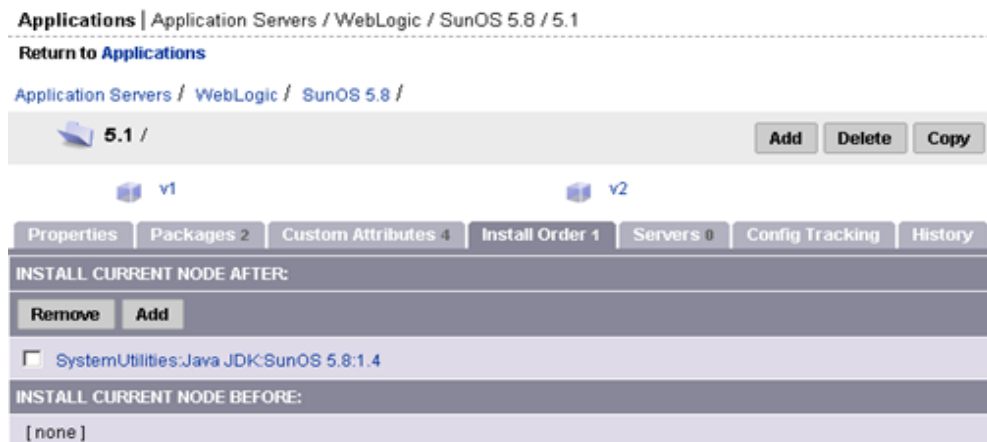 Applications | Application Servers / WebLogic / SunOS 5.8 / 5.1
Return to Applications
Application Servers / WebLogic / SunOS 5.8 /
5.1 / Add Delete Copy
v1 v2
Properties Packages 2 Custom Attributes 4 Install Order 1 Servers 0 Config Tracking History
INSTALL CURRENT NODE AFTER:
Remove Add
SystemUtilities:Java JDK:SunOS 5.8:1.4
INSTALL CURRENT NODE BEFORE:
[ none ]